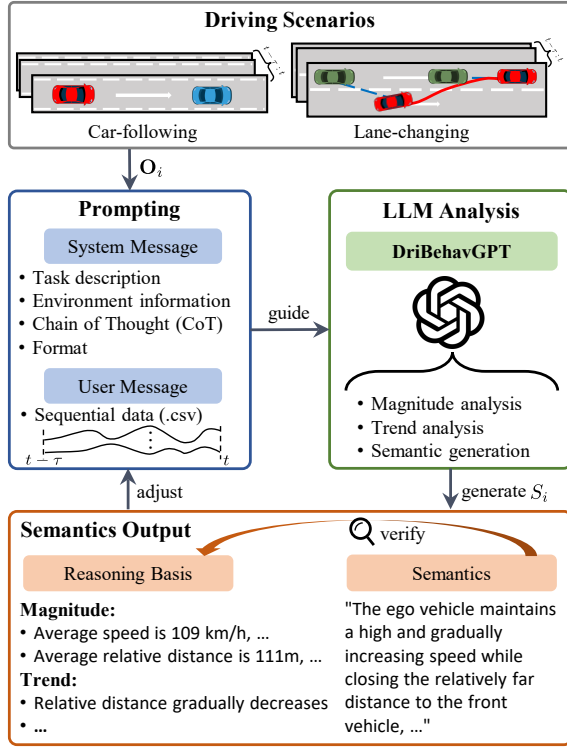 Driving Scenarios
t − τ : t
t − τ : t
Car-following
Lane-changing
O_i
Prompting
System Message
• Task description
• Environment information
• Chain of Thought (CoT)
• Format
User Message
• Sequential data (.csv)
t − τ
t
guide
LLM Analysis
DriBehavGPT
• Magnitude analysis
• Trend analysis
• Semantic generation
adjust
generate S_i
Semantics Output
verify
Reasoning Basis
Magnitude:
• Average speed is 109 km/h, ...
• Average relative distance is 111m, ...
Trend:
• Relative distance gradually decreases
• ...
Semantics
"The ego vehicle maintains
a high and gradually
increasing speed while
closing the relatively far
distance to the front
vehicle, ..."